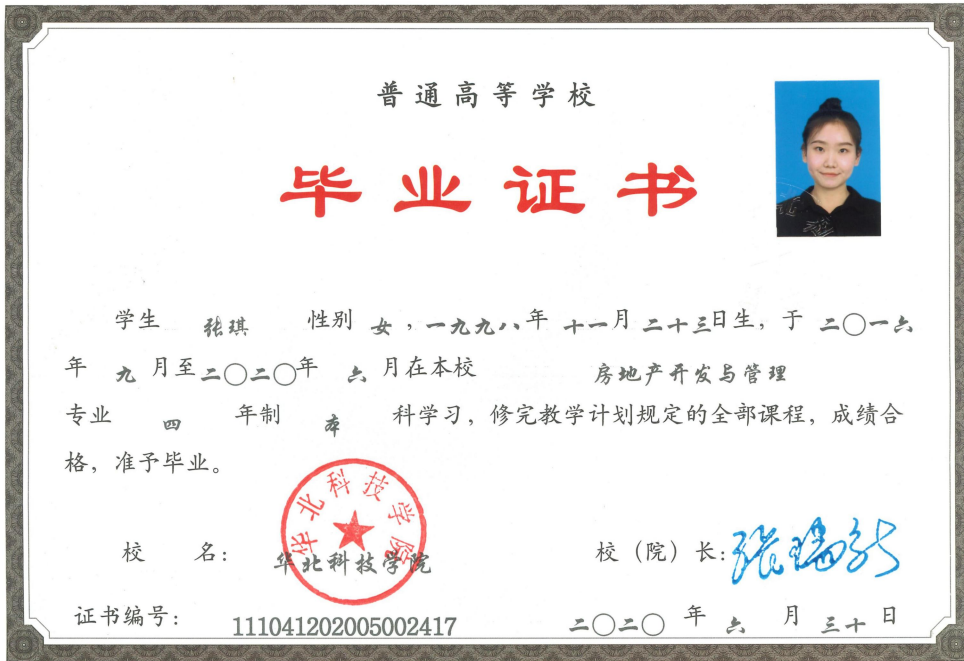 普通高等学校
毕业证书
学生 张琪 性别 女，一九九八年 十一月 二十三日生，于 二〇一六
年 九 月至二〇二〇年 六 月在本校 房地产开发与管理
专业 四 年制 本 科学习，修完教学计划规定的全部课程，成绩合
格，准予毕业。
华北科技学院
校 名： 华北科技学院 校（院）长：张瑞新
证书编号： 111041202005002417 二〇二〇 年 六 月 三十 日